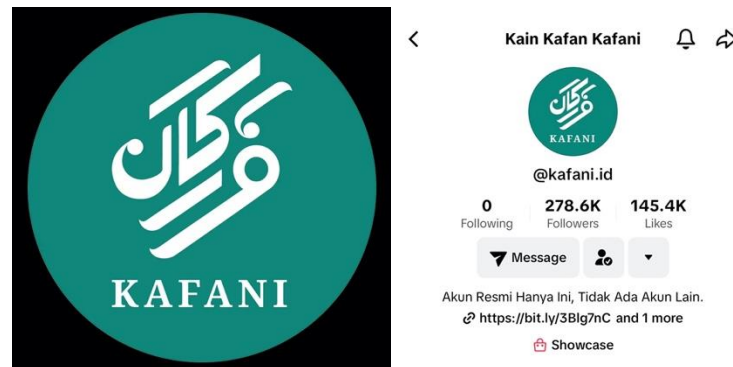 KAFANI
Kain Kafan Kafani
KAFANI
@kafani.id
0 278.6K 145.4K
Following Followers Likes
Message
Akun Resmi Hanya Ini, Tidak Ada Akun Lain.
https://bit.ly/3Blg7nC and 1 more
Showcase